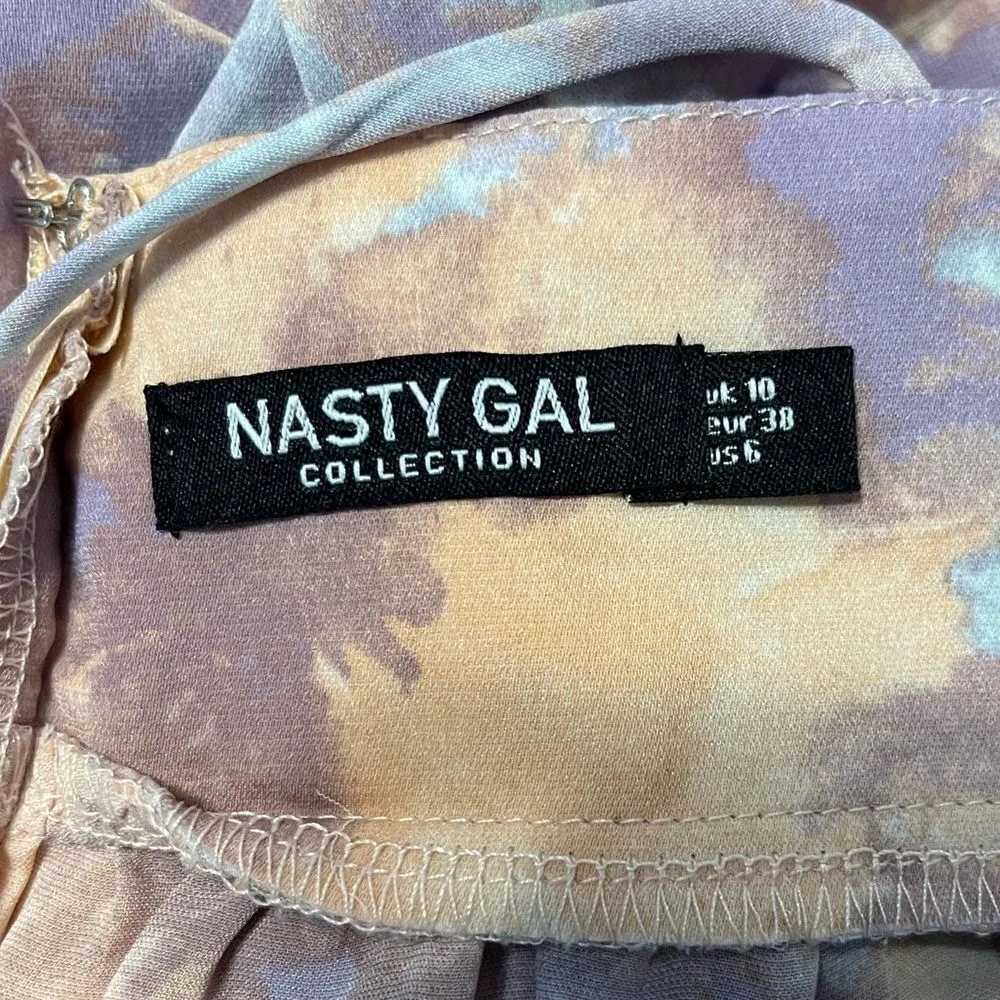 NASTY GAL
COLLECTION
uk 10
eur 38
us 6